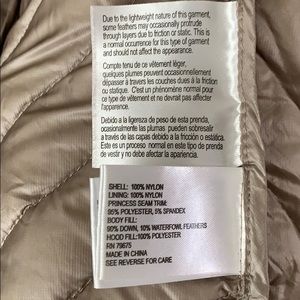 Due to the lightweight nature of this garment,
some feathers may occasionally protrude
through layers due to friction or static. This is
a normal occurrence for this type of garment
and should not affect the appearance.
Compte tenu de ce vêtement léger,
quelques plumes peuvent occasionnellement
dépasser à travers les couches dues à la friction
ou statique. C'est un phénomène normal pour
ce type de vêtement et ne devrait pas affecter
l'apparence.
Debido a la ligereza de peso de esta prenda,
ocasionalmente las plumas pueden sobresalir
a través de las capas debido a la fricción o
estática. Este es un proceso normal en este tipo
de vestir y no debe afectar a la apariencia.
SHELL: 100% NYLON
LINING: 100% NYLON
PRINCESS SEAM TRIM:
95% POLYESTER, 5% SPANDEX
BODY FILL:
90% DOWN, 10% WATERFOWL FEATHERS
HOOD FILL:100% POLYESTER
RN 79675
MADE IN CHINA
SEE REVERSE FOR CARE